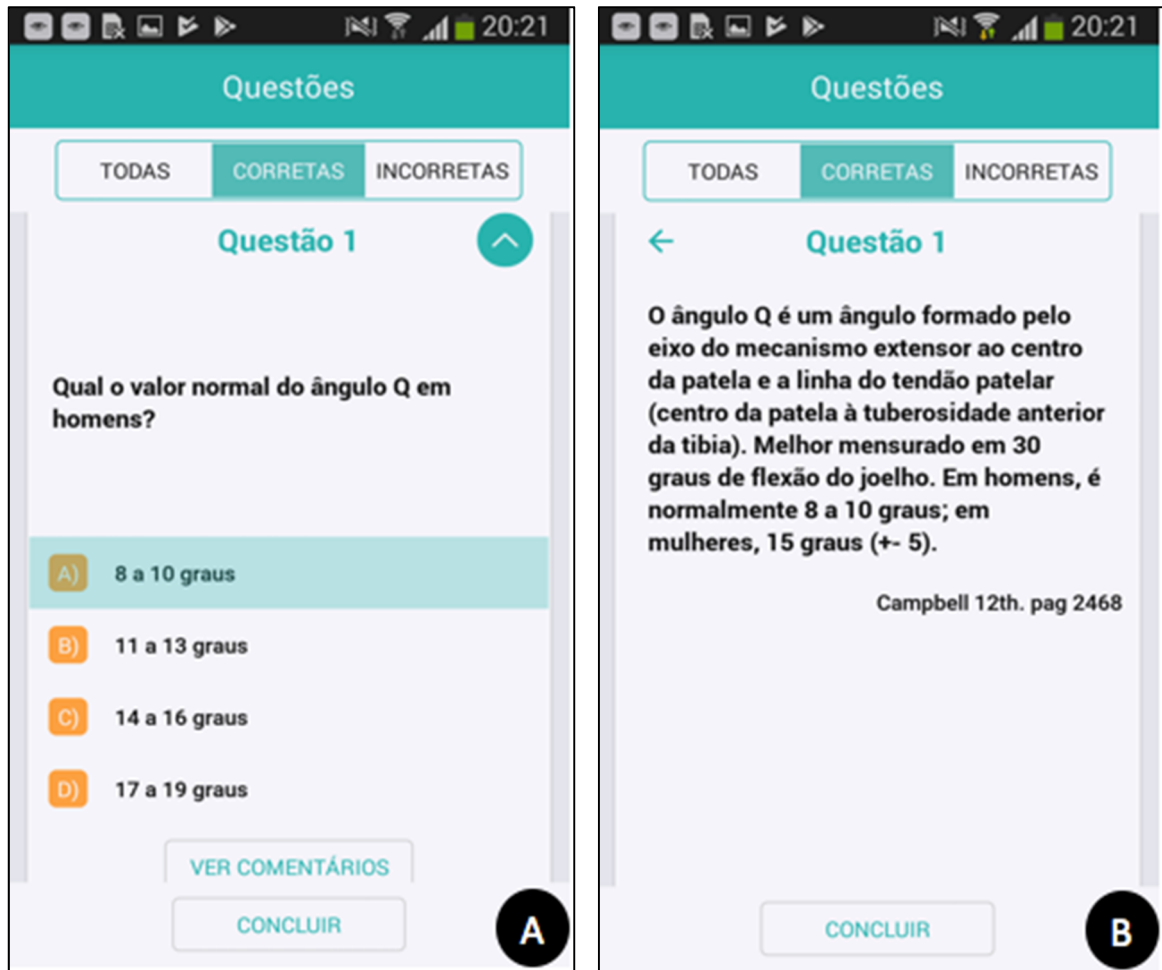 20:21
Questões
TODAS CORRETAS INCORRETAS
Questão 1
Qual o valor normal do ângulo Q em
homens?
A) 8 a 10 graus
B) 11 a 13 graus
C) 14 a 16 graus
D) 17 a 19 graus
VER COMENTÁRIOS
CONCLUIR
A
20:21
Questões
TODAS CORRETAS INCORRETAS
Questão 1
O ângulo Q é um ângulo formado pelo
eixo do mecanismo extensor ao centro
da patela e a linha do tendão patelar
(centro da patela à tuberosidade anterior
da tibia). Melhor mensurado em 30
graus de flexão do joelho. Em homens, é
normalmente 8 a 10 graus; em
mulheres, 15 graus (+- 5).
Campbell 12th. pag 2468
CONCLUIR
B